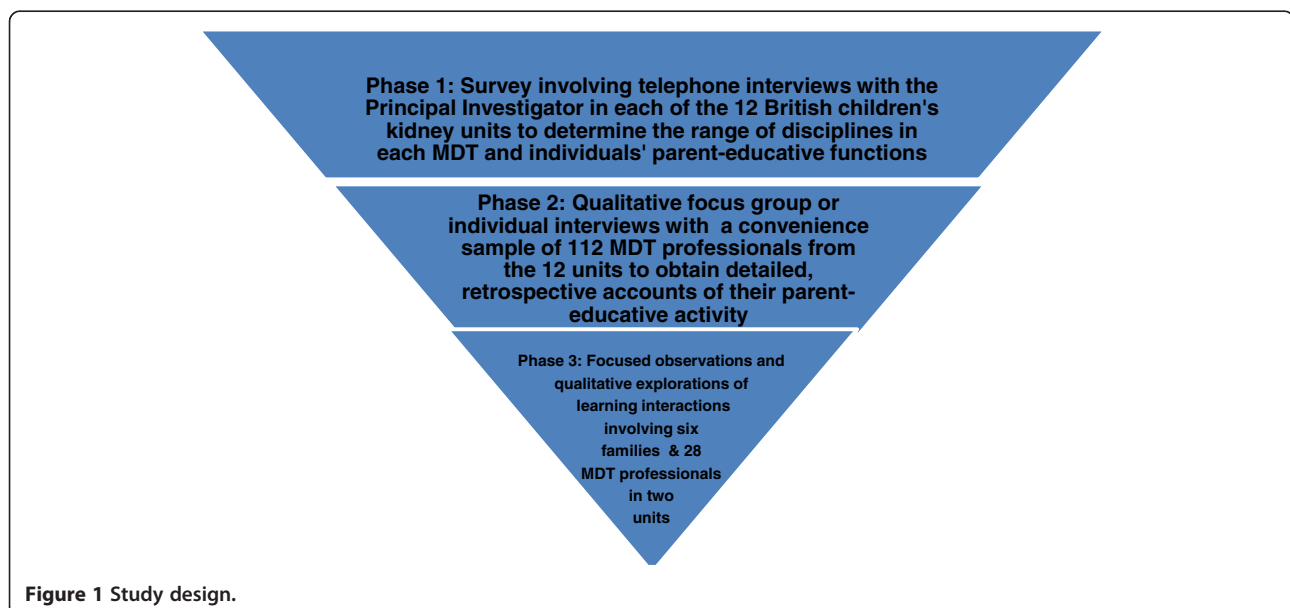 Phase 1: Survey involving telephone interviews with the
Principal Investigator in each of the 12 British children's
kidney units to determine the range of disciplines in
each MDT and individuals' parent-educative functions
Phase 2: Qualitative focus group or
individual interviews with a convenience
sample of 112 MDT professionals from
the 12 units to obtain detailed,
retrospective accounts of their parent-
educative activity
Phase 3: Focused observations and
qualitative explorations of
learning interactions
involving six
families & 28
MDT professionals
in two
units
Figure 1 Study design.